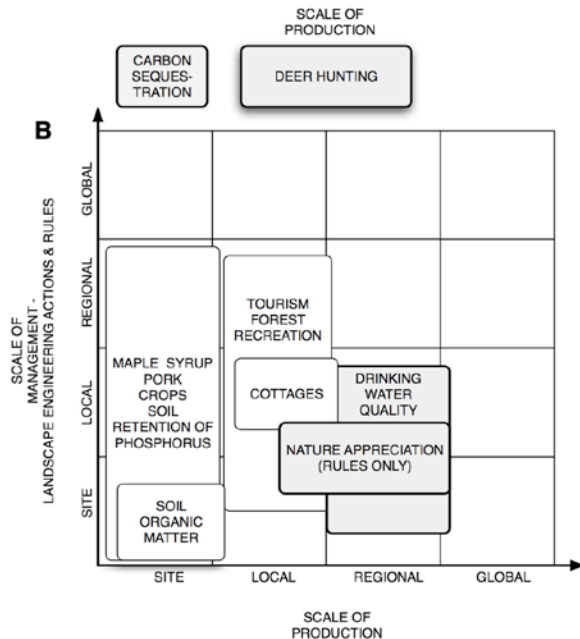 SCALE OF
PRODUCTION
CARBON
SEQUES-
TRATION
DEER HUNTING
B
SCALE OF
MANAGEMENT -
LANDSCAPE ENGINEERING ACTIONS & RULES
GLOBAL
REGIONAL
LOCAL
SITE
TOURISM
FOREST
RECREATION
MAPLE SYRUP
PORK
CROPS
SOIL
RETENTION OF
PHOSPHORUS
COTTAGES
DRINKING
WATER
QUALITY
NATURE APPRECIATION
(RULES ONLY)
SOIL
ORGANIC
MATTER
SITE
LOCAL
REGIONAL
GLOBAL
SCALE OF
PRODUCTION